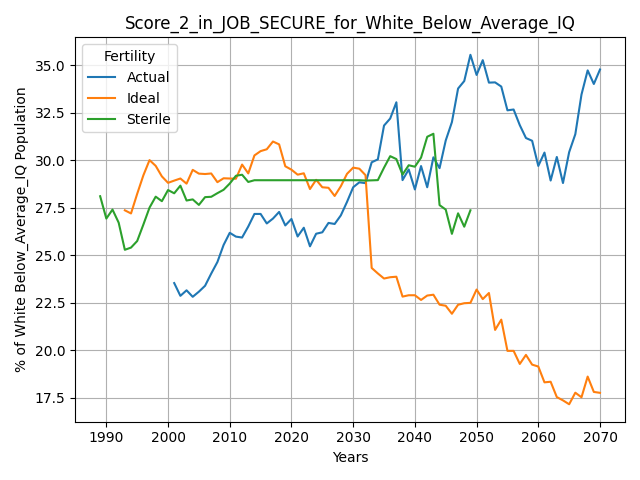 Score_2_in_JOB_SECURE_for_White_Below_Average_IQ
Fertility
Actual
Ideal
Sterile
% of White Below_Average_IQ Population
35.0
32.5
30.0
27.5
25.0
22.5
20.0
17.5
1990 2000 2010 2020 2030 2040 2050 2060 2070
Years